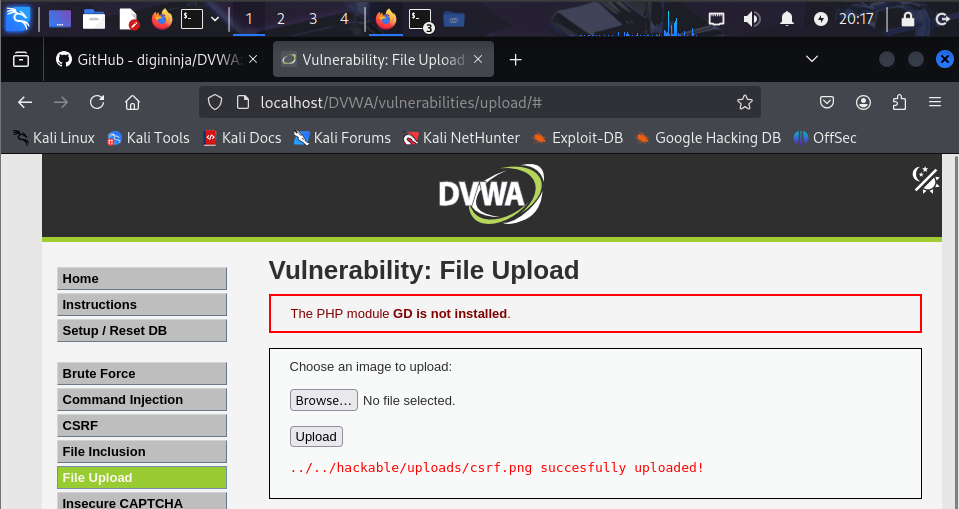 1 2 3 4 3 20:17
GitHub - digininja/DVWA: Vulnerability: File Upload
localhost/DVWA/vulnerabilities/upload/#
Kali Linux Kali Tools Kali Docs Kali Forums Kali NetHunter Exploit-DB Google Hacking DB OffSec
DVWA
Home
Instructions
Setup / Reset DB
Brute Force
Command Injection
CSRF
File Inclusion
File Upload
Insecure CAPTCHA
Vulnerability: File Upload
The PHP module GD is not installed.
Choose an image to upload:
Browse... No file selected.
Upload
../../hackable/uploads/csrf.png succesfully uploaded!